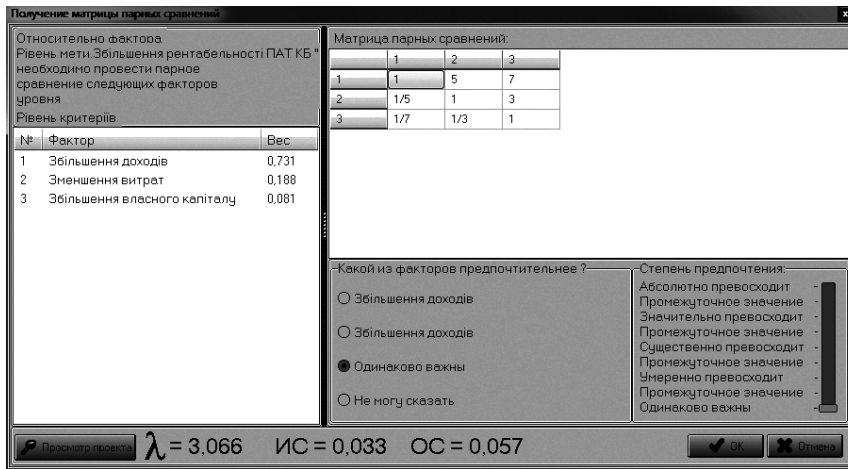 Получение матрицы парных сравнений
Относительно фактора
Рівень мети.Збільшення рентабельності ПАТ КБ "
необходимо провести парное
сравнение следующих факторов
уровня
Рівень критеріїв
№ Фактор Вес
1 Збільшення доходів 0,731
2 Зменшення витрат 0,188
3 Збільшення власного капіталу 0,081
Матрица парных сравнений:
1 2 3
1 1 5 7
2 1/5 1 3
3 1/7 1/3 1
Какой из факторов предпочтительнее ?
Збільшення доходів
Збільшення доходів
Одинаково важны
Не могу сказать
Степень предпочтения:
Абсолютно превосходит -
Промежуточное значение -
Значительно превосходит -
Промежуточное значение -
Существенно превосходит -
Промежуточное значение -
Умеренно превосходит -
Промежуточное значение -
Одинаково важны -
Просмотр проекта λ = 3,066 ИС = 0,033 ОС = 0,057
OK Отмена